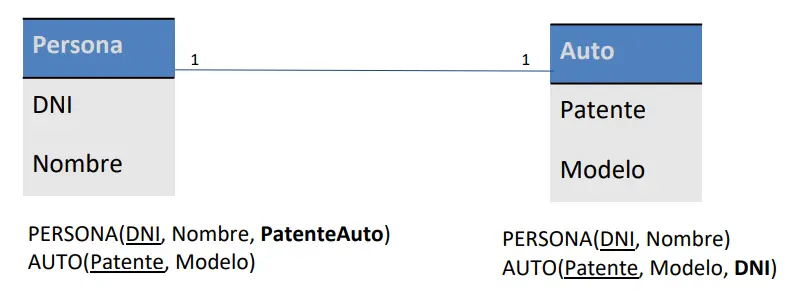 Persona
1
1
Auto
DNI
Patente
Nombre
Modelo
PERSONA(DNI, Nombre, PatenteAuto)
AUTO(Patente, Modelo)
PERSONA(DNI, Nombre)
AUTO(Patente, Modelo, DNI)